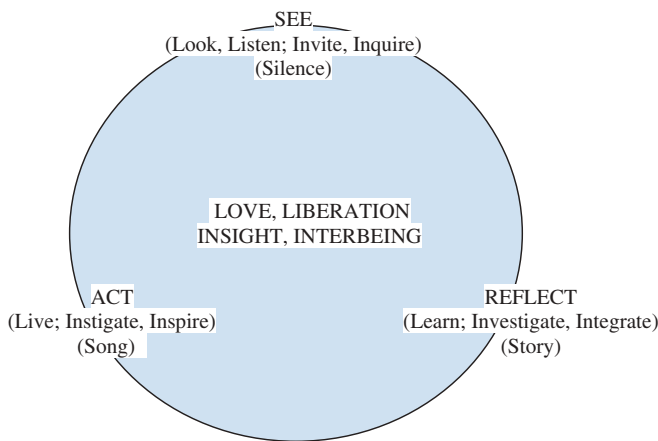 SEE
(Look, Listen; Invite, Inquire)
(Silence)
LOVE, LIBERATION
INSIGHT, INTERBEING
ACT
(Live; Instigate, Inspire)
(Song)
REFLECT
(Learn; Investigate, Integrate)
(Story)